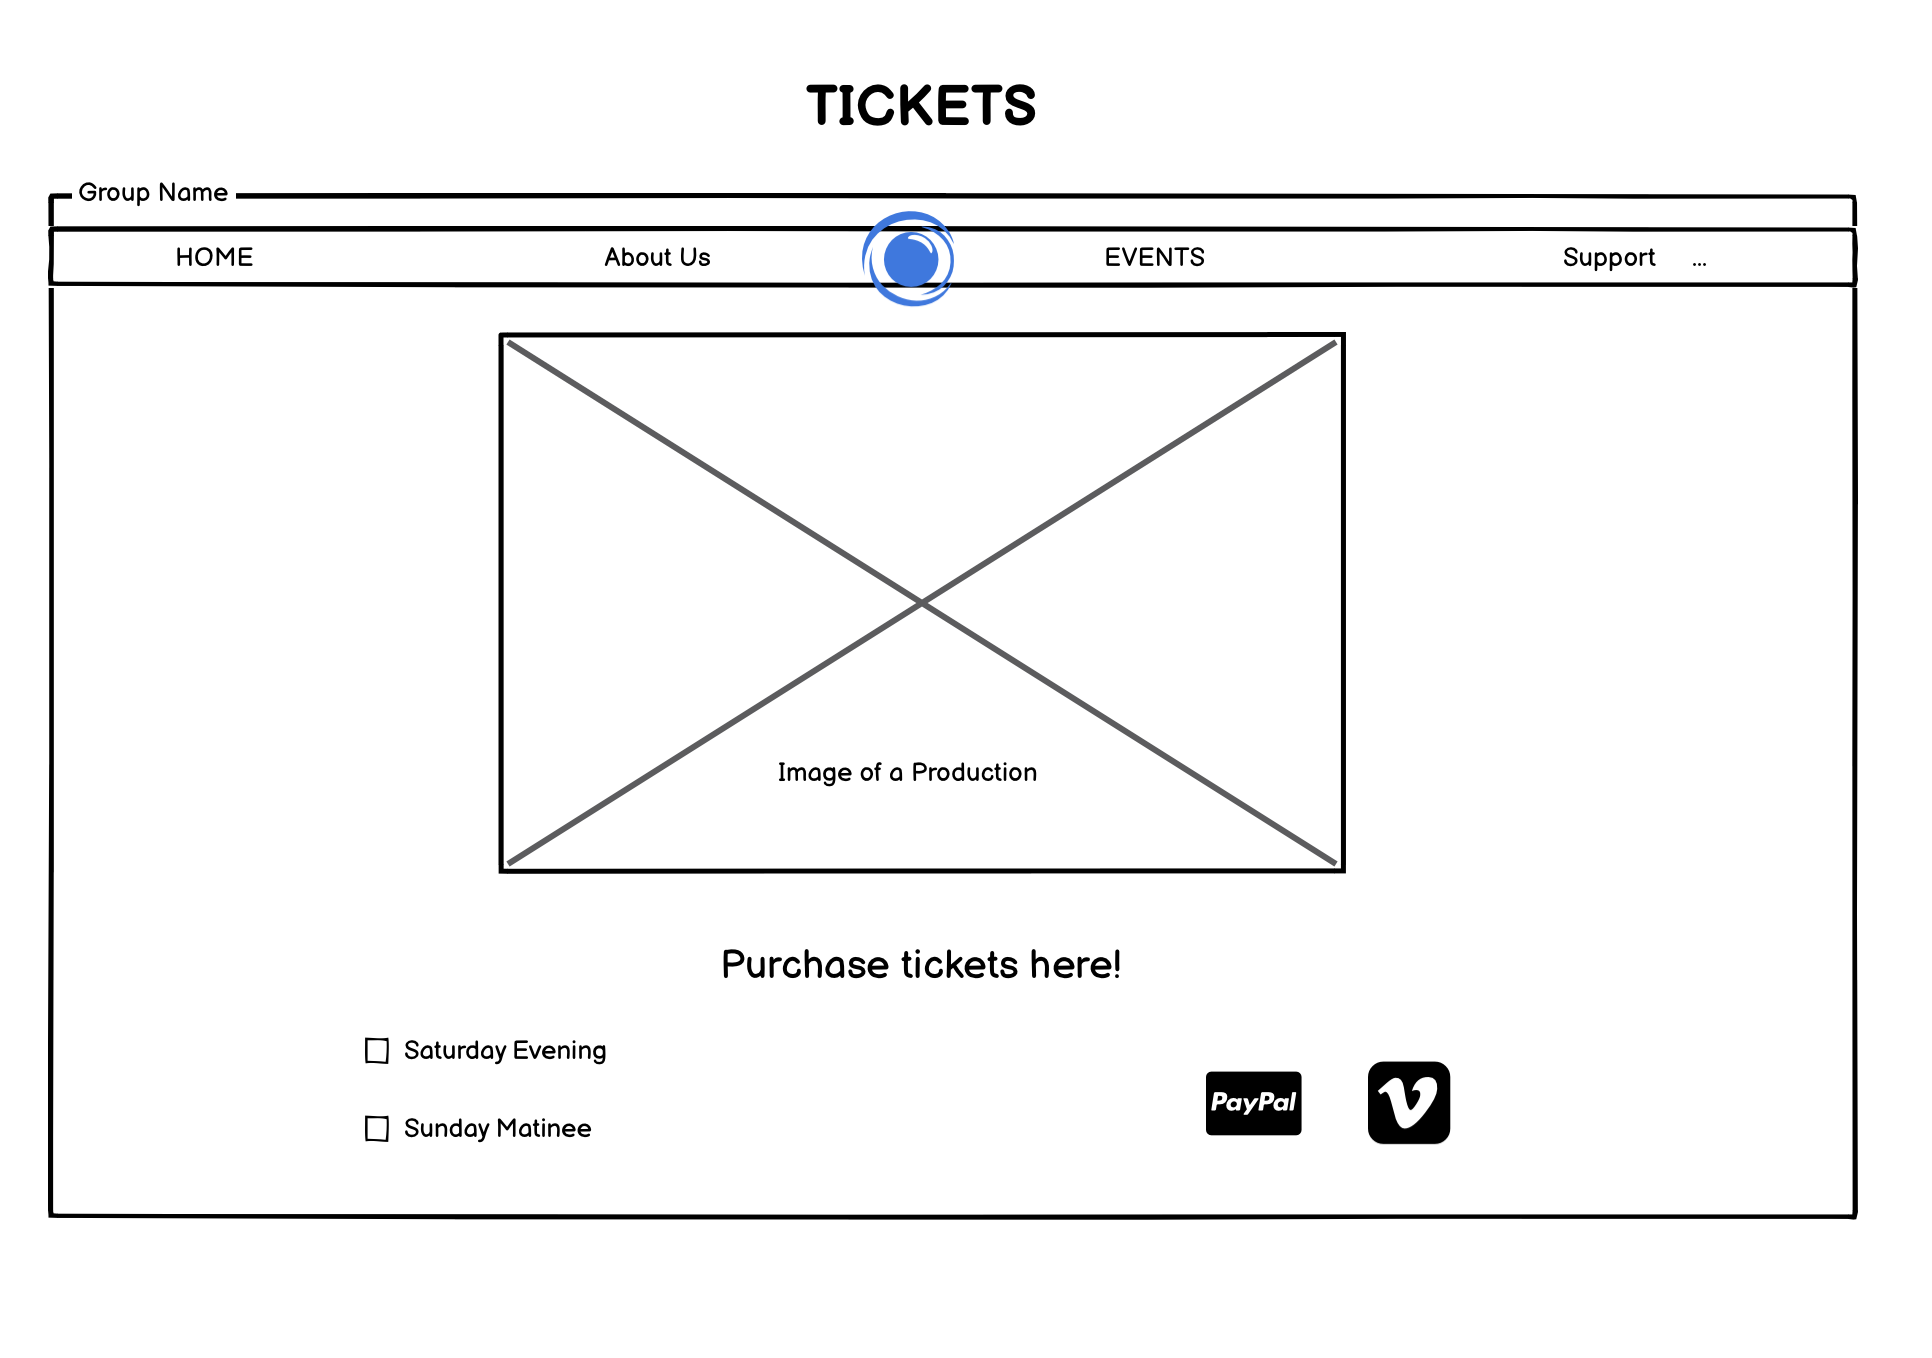 TICKETS
Group Name
HOME About Us EVENTS Support ...
Image of a Production
Purchase tickets here!
Saturday Evening
PayPal
Sunday Matinee